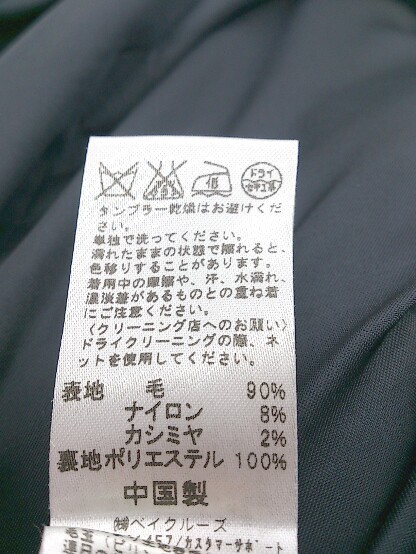 低
ドライ
セキユ系
タンブラー乾燥はお避けくだ
さい。
単独で洗ってください。
濡れたままの状態で触れると、
色移りすることがあります。
着用中の摩擦や、汗、水濡れ、
濃淡差があるものとの重ね着
にご注意ください。
〈クリーニング店へのお願い〉
ドライクリーニングの際、ネ
ットを使用してください。
表地 毛 90%
ナイロン 8%
カシミヤ 2%
裏地ポリエステル 100%
中国製
㈱ベイクルーズ